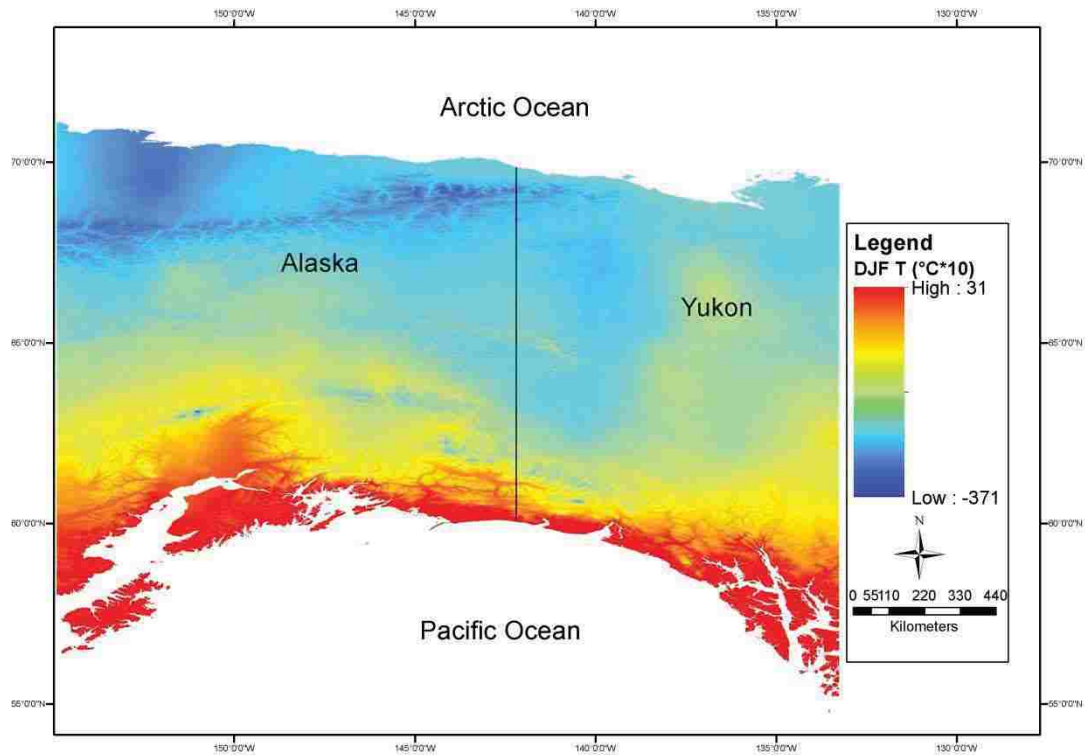 150°0'0"W 145°0'0"W 140°0'0"W 135°0'0"W 130°0'0"W
Arctic Ocean
70°0'0"N 70°0'0"N
Alaska
Yukon
65°0'0"N 65°0'0"N
60°0'0"N 60°0'0"N
Pacific Ocean
55°0'0"N 55°0'0"N
150°0'0"W 145°0'0"W 140°0'0"W 135°0'0"W 130°0'0"W
Legend
DJF T (°C*10)
High : 31
Low : -371
N
0 55110 220 330 440
Kilometers